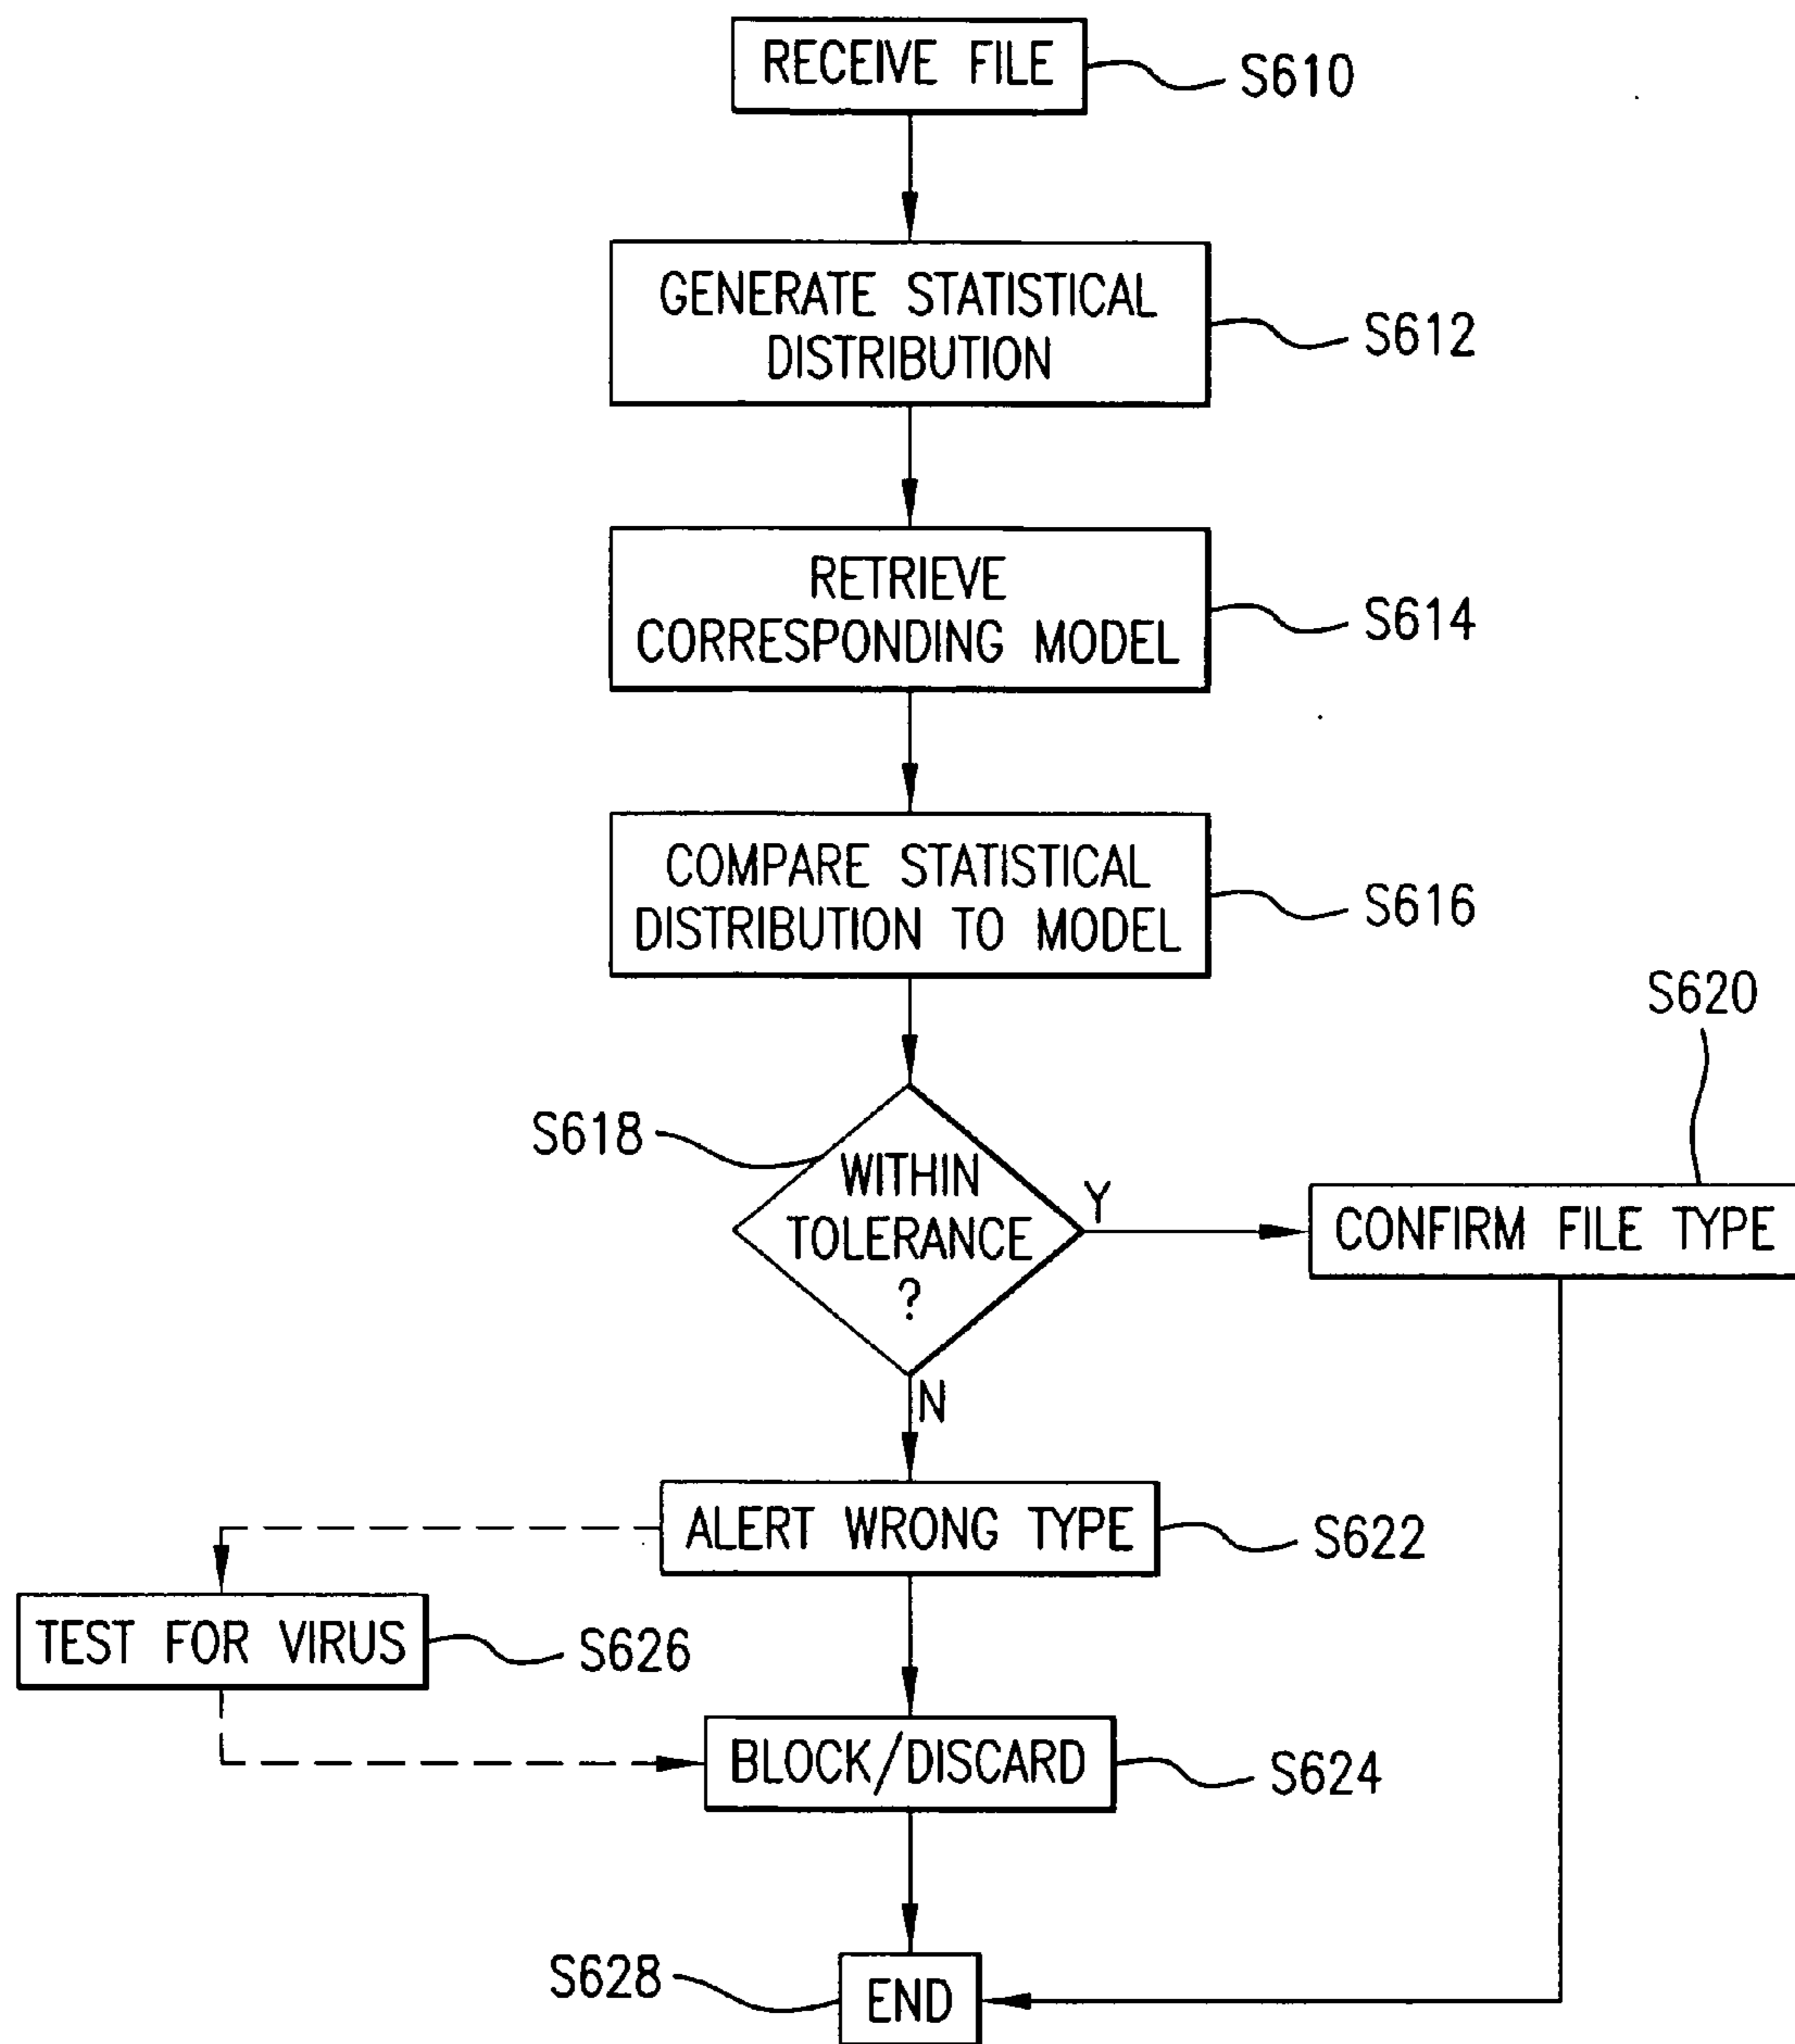 RECEIVE FILE
S610
GENERATE STATISTICAL
DISTRIBUTION
S612
RETRIEVE
CORRESPONDING MODEL
S614
COMPARE STATISTICAL
DISTRIBUTION TO MODEL
S616
S620
S618
WITHIN
TOLERANCE
?
Y
CONFIRM FILE TYPE
N
ALERT WRONG TYPE
S622
TEST FOR VIRUS
S626
BLOCK/DISCARD
S624
S628
END